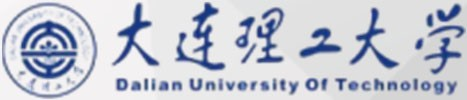 大连理工大学
Dalian University Of Technology